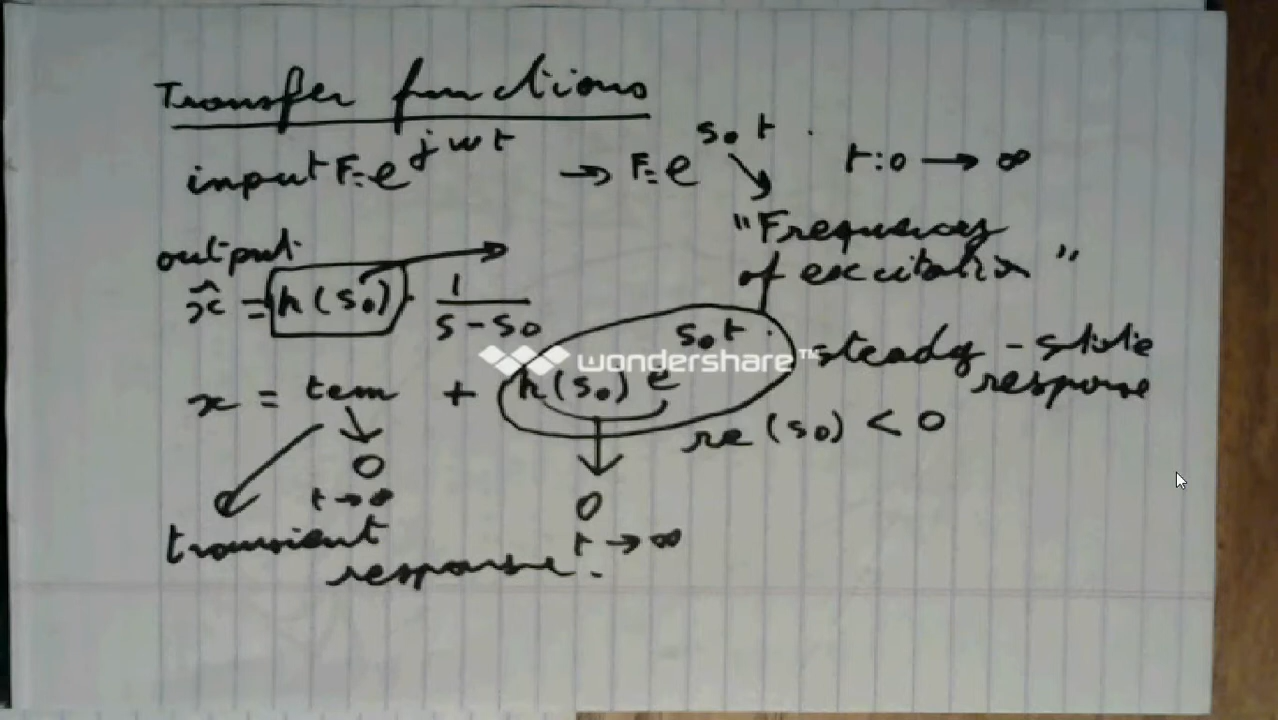 Transfer functions
input F=e^jwt → F=e^s₀t t:0 → ∞
"Frequency
of excitation"
output
x̂ = h(s₀) · 1/(s-s₀)
wondershare™
x = tem + h(s₀) e^s₀t steady-state
response
re(s₀) < 0
0 0
t→∞ t→∞
transient
response.